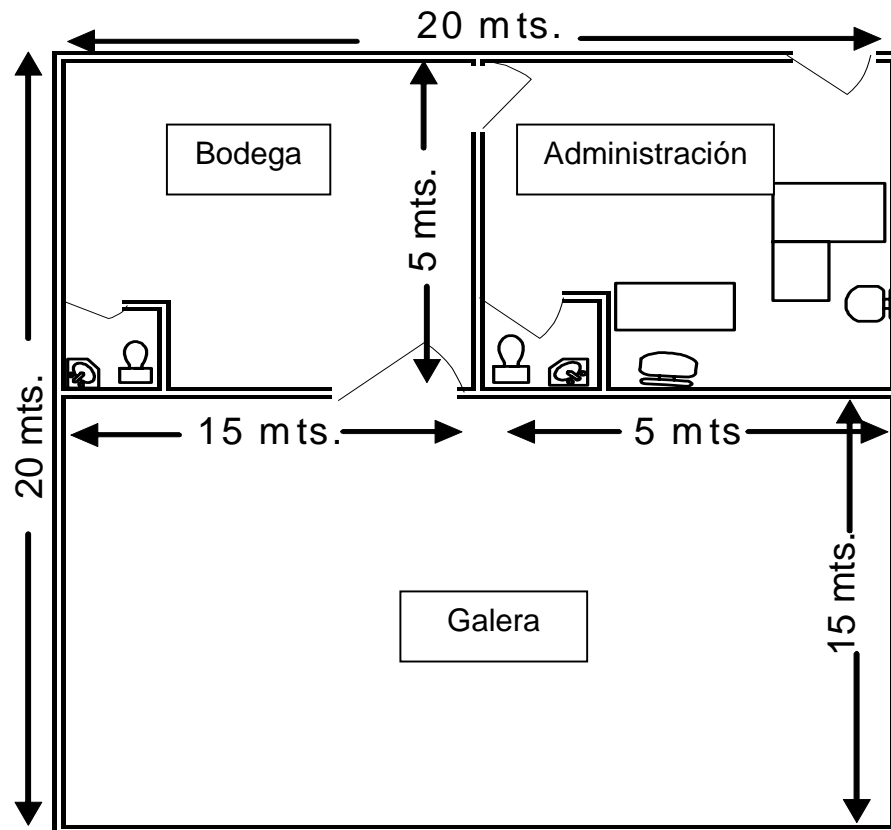 20 mts.
Bodega
Administración
5 mts.
20 mts.
15 mts.
5 mts
15 mts.
Galera